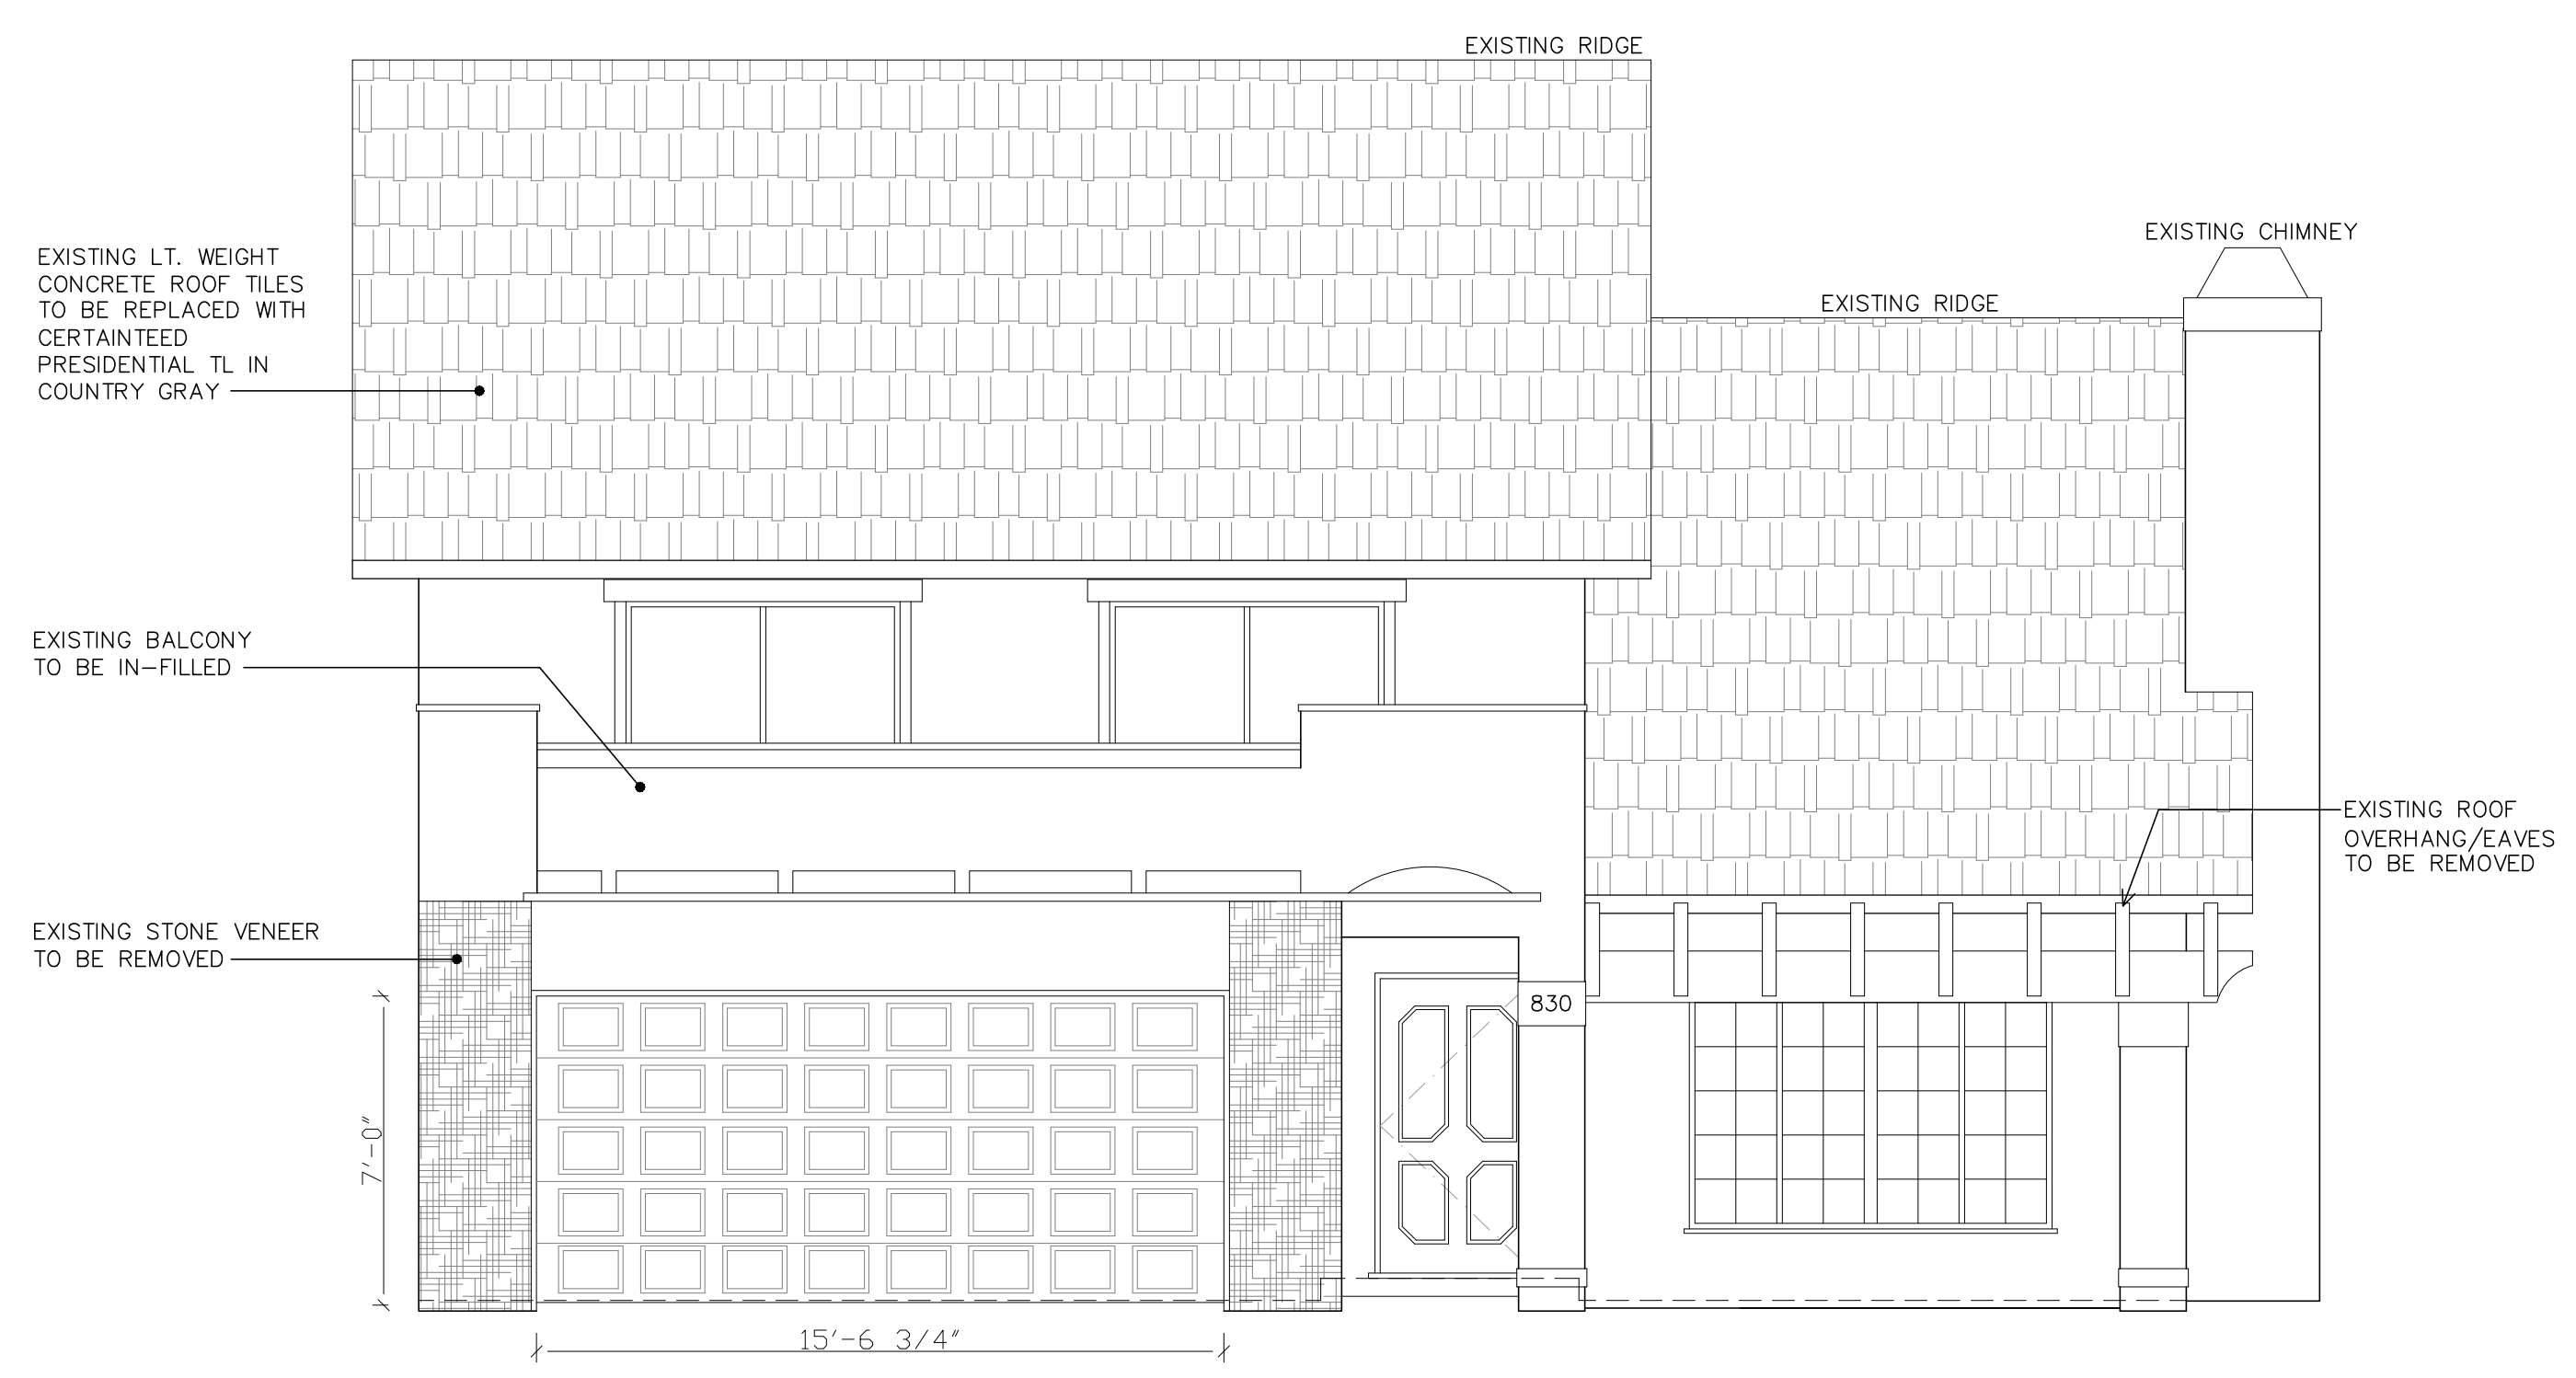 EXISTING RIDGE
EXISTING CHIMNEY
EXISTING LT. WEIGHT
CONCRETE ROOF TILES
TO BE REPLACED WITH
CERTAINTEED
PRESIDENTIAL TL IN
COUNTRY GRAY
EXISTING RIDGE
EXISTING BALCONY
TO BE IN-FILLED
EXISTING ROOF
OVERHANG/EAVES
TO BE REMOVED
EXISTING STONE VENEER
TO BE REMOVED
830
7'-0"
15'-6 3/4"